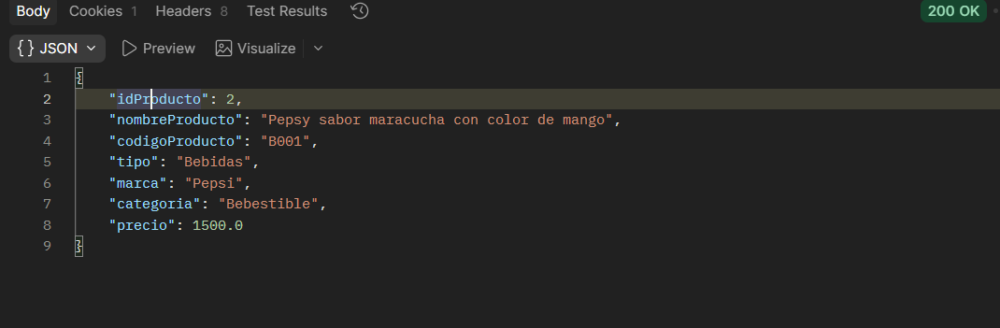 Body Cookies 1 Headers 8 Test Results 200 OK
{} JSON Preview Visualize
1 {
2 "idProducto": 2,
3 "nombreProducto": "Pepsy sabor maracucha con color de mango",
4 "codigoProducto": "B001",
5 "tipo": "Bebidas",
6 "marca": "Pepsi",
7 "categoria": "Bebestible",
8 "precio": 1500.0
9 }